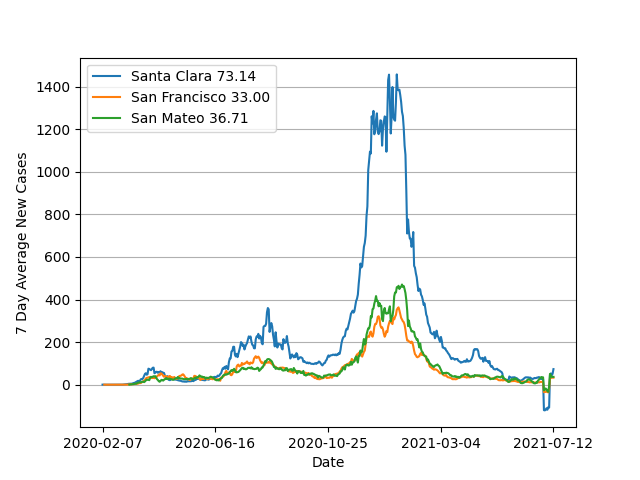 Santa Clara 73.14
San Francisco 33.00
San Mateo 36.71
7 Day Average New Cases
1400
1200
1000
800
600
400
200
0
2020-02-07 2020-06-16 2020-10-25 2021-03-04 2021-07-12
Date